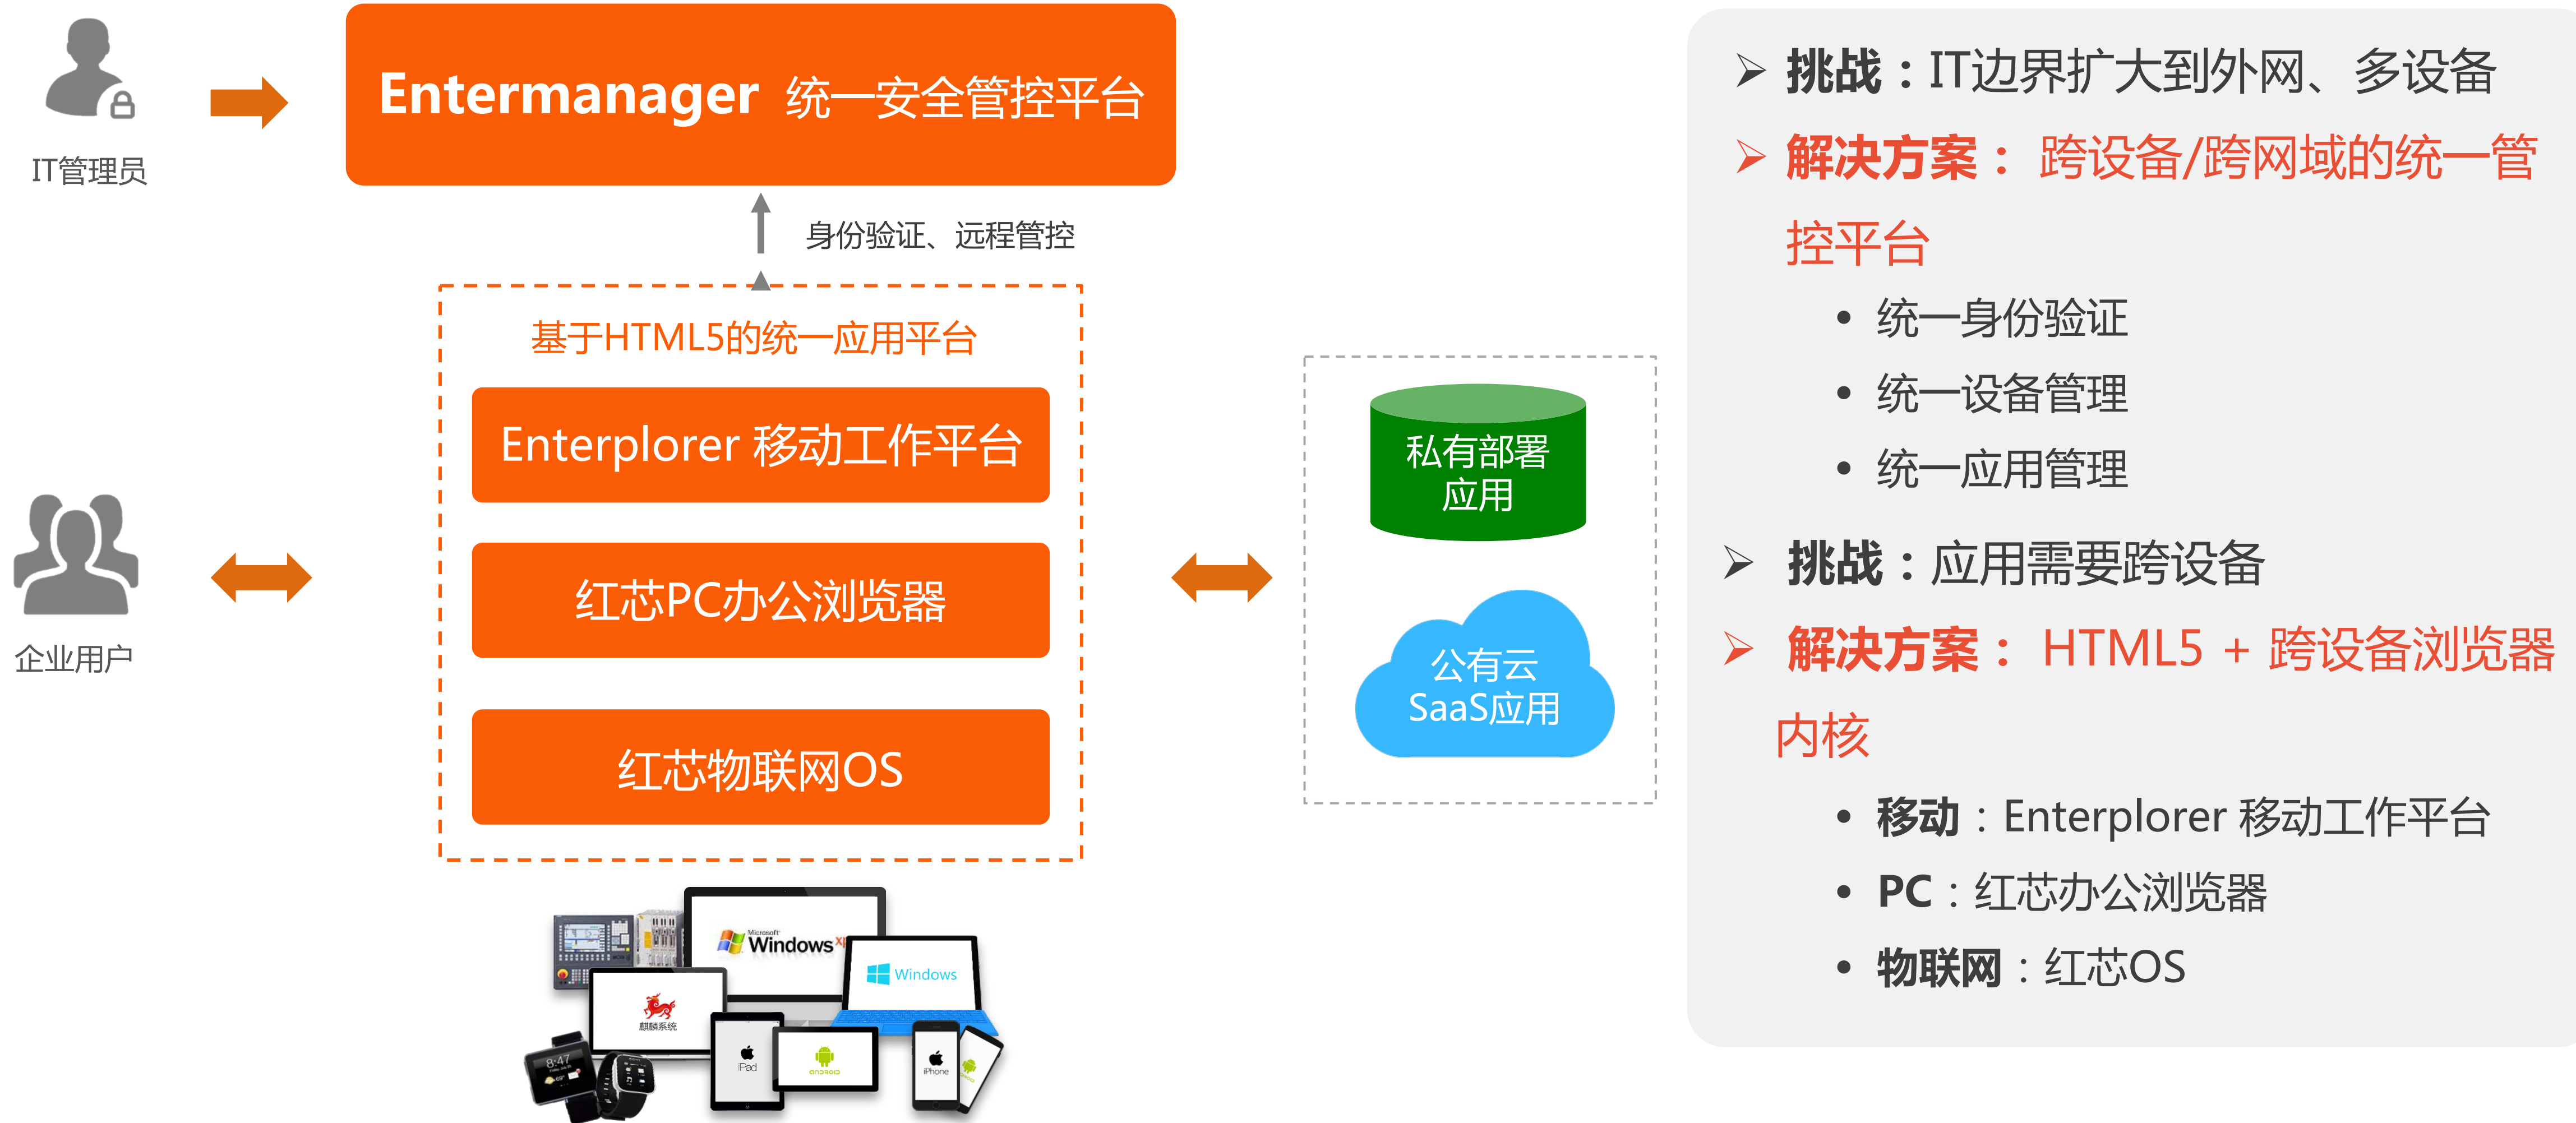 IT管理员
Entermanager 统一安全管控平台
身份验证、远程管控
基于HTML5的统一应用平台
Enterplorer 移动工作平台
红芯PC办公浏览器
红芯物联网OS
企业用户
私有部署
应用
公有云
SaaS应用
Microsoft
Windows xp
Windows
麒麟系统
8:47
iPad
ANDROID
iPhone
➢ 挑战：IT边界扩大到外网、多设备
➢ 解决方案： 跨设备/跨网域的统一管
控平台
• 统一身份验证
• 统一设备管理
• 统一应用管理
➢ 挑战：应用需要跨设备
➢ 解决方案： HTML5 + 跨设备浏览器
内核
• 移动：Enterplorer 移动工作平台
• PC：红芯办公浏览器
• 物联网：红芯OS